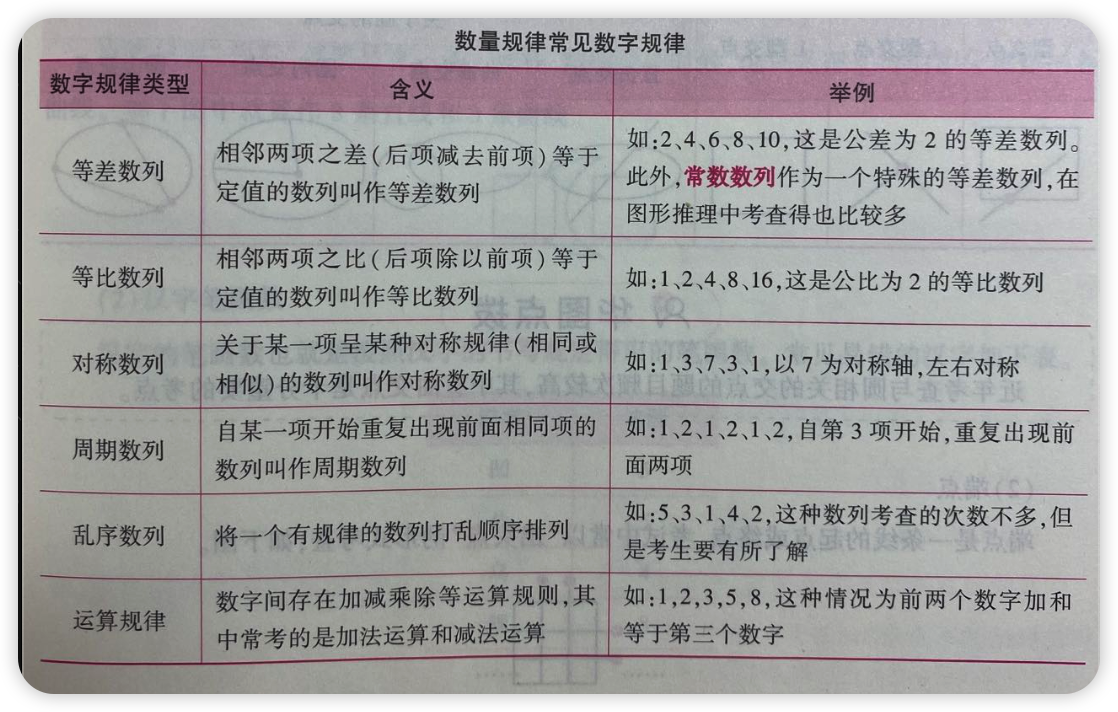 数量规律常见数字规律
数字规律类型 含义 举例
等差数列
相邻两项之差(后项减去前项)等于
定值的数列叫作等差数列
如:2、4、6、8、10,这是公差为 2 的等差数列。
此外,常数数列作为一个特殊的等差数列,在
图形推理中考查得也比较多
等比数列
相邻两项之比(后项除以前项)等于
定值的数列叫作等比数列
如:1、2、4、8、16,这是公比为 2 的等比数列
对称数列
关于某一项呈某种对称规律(相同或
相似)的数列叫作对称数列
如:1、3、7、3、1,以 7 为对称轴,左右对称
周期数列
自某一项开始重复出现前面相同项的
数列叫作周期数列
如:1、2、1、2、1、2,自第 3 项开始,重复出现前
面两项
乱序数列
将一个有规律的数列打乱顺序排列
如:5、3、1、4、2,这种数列考查的次数不多,但
是考生要有所了解
运算规律
数字间存在加减乘除等运算规则,其
中常考的是加法运算和减法运算
如:1,2,3,5,8,这种情况为前两个数字加和
等于第三个数字